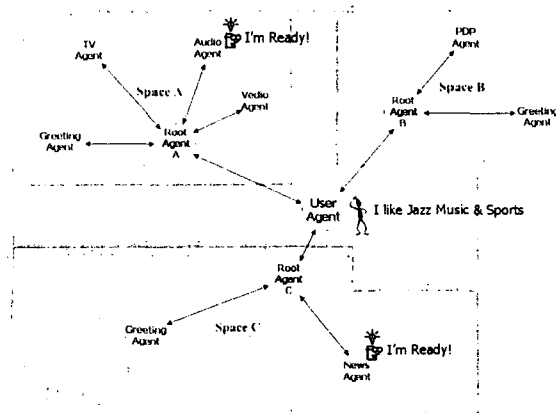 TV
Agent
Audio
Agent
I'm Ready!
Space A
Vedio
Agent
Greeting
Agent
Root
Agent
A
PDP
Agent
Space B
Root
Agent
B
Greeting
Agent
User
Agent
I like Jazz Music & Sports
Root
Agent
C
Greeting
Agent
Space C
I'm Ready!
News
Agent